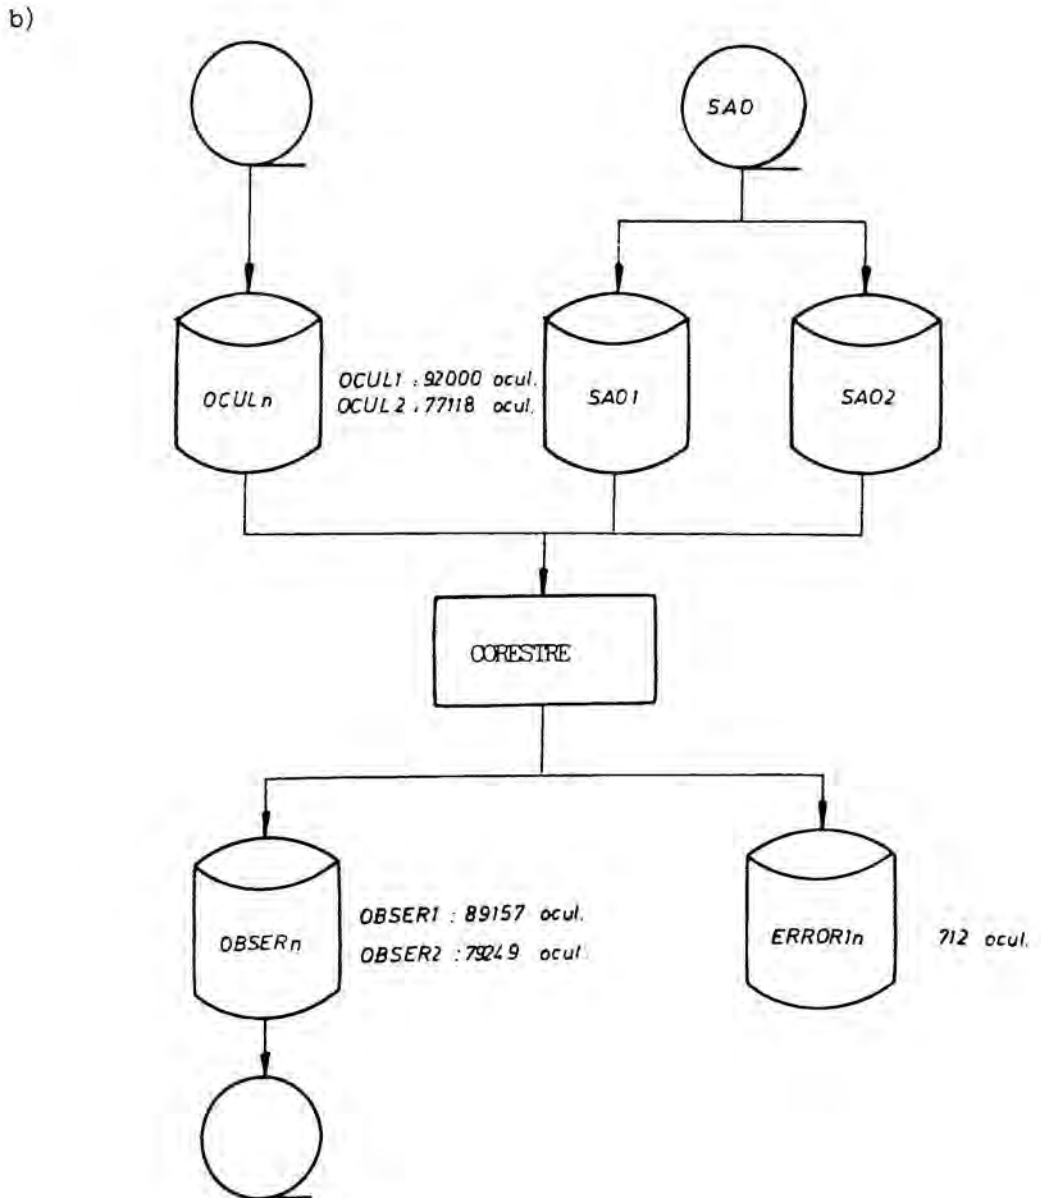 b)
SAO
OCULn
OCUL1 : 92000 ocul.
OCUL2 : 77118 ocul.
SAO1
SAO2
CORESTRE
OBSERn
OBSER1 : 89157 ocul.
OBSER2 : 79249 ocul.
ERROR1n
712 ocul.